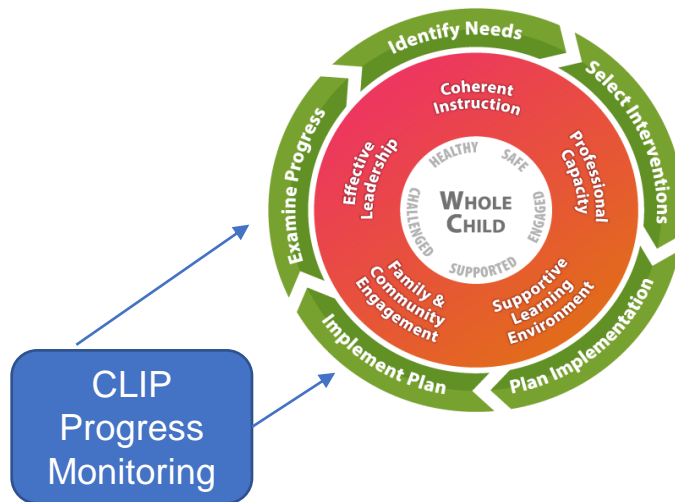 Identify Needs
Select Interventions
Plan Implementation
Implement Plan
Examine Progress
Coherent
Instruction
Professional
Capacity
Supportive
Learning
Environment
Family &
Community
Engagement
Effective
Leadership
HEALTHY
SAFE
ENGAGED
SUPPORTED
CHALLENGED
WHOLE
CHILD
CLIP
Progress
Monitoring